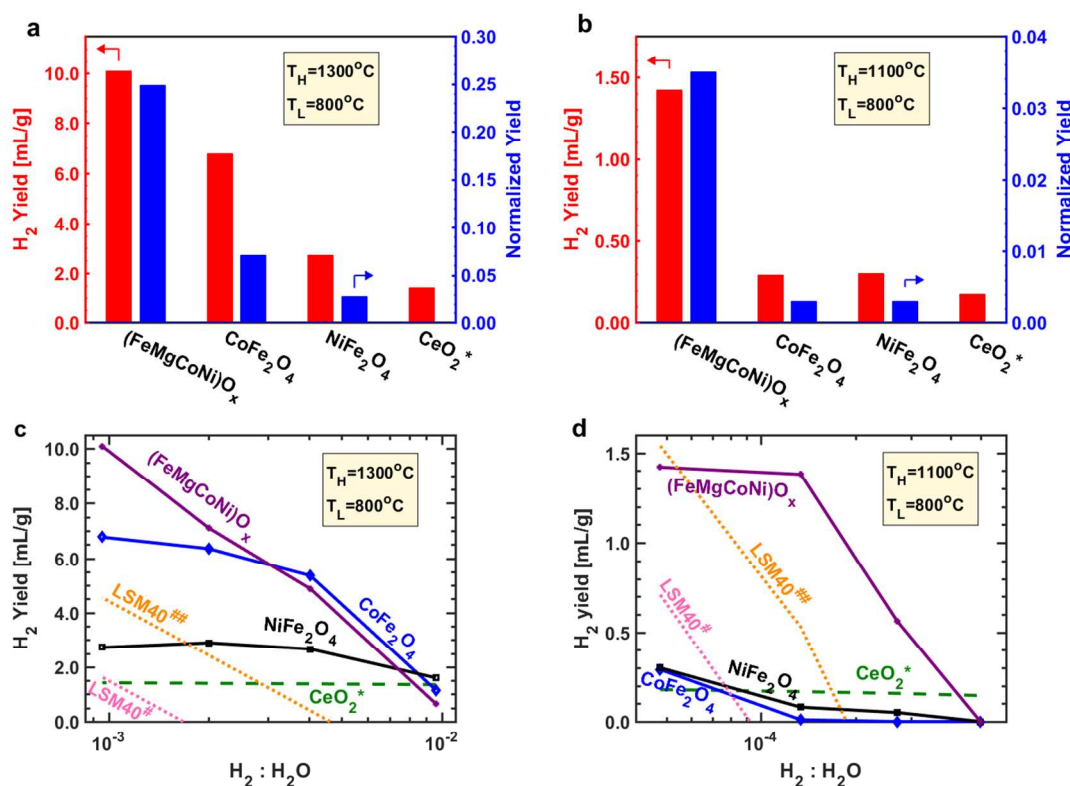 a
H2 Yield [mL/g]
10.0
8.0
6.0
4.0
2.0
0.0
TH=1300°C
TL=800°C
0.30
0.25
0.20
0.15
0.10
0.05
0.00
Normalized Yield
(FeMgCoNi)Ox
CoFe2O4
NiFe2O4
CeO2*
b
H2 Yield [mL/g]
1.50
1.00
0.50
0.00
TH=1100°C
TL=800°C
0.04
0.03
0.02
0.01
0.00
Normalized Yield
(FeMgCoNi)Ox
CoFe2O4
NiFe2O4
CeO2*
c
H2 Yield [mL/g]
10.0
8.0
6.0
4.0
2.0
0.0
(FeMgCoNi)Ox
TH=1300°C
TL=800°C
LSM40##
NiFe2O4
CoFe2O4
LSM40#
CeO2*
10-3
10-2
H2 : H2O
d
H2 yield [mL/g]
1.5
1.0
0.5
0.0
(FeMgCoNi)Ox
TH=1100°C
TL=800°C
LSM40##
LSM40#
NiFe2O4
CoFe2O4
CeO2*
10-4
H2 : H2O